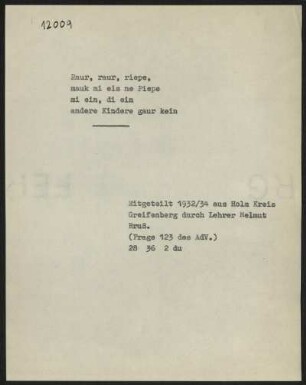 12009
Raur, raur, riepe,
mauk mi eis ne Piepe
mi ein, di ein
andere Kindere gaur kein
Mitgeteilt 1932/34 aus Holm Kreis
Greifenberg durch Lehrer Helmut
Bruß.
(Frage 123 des AdV.)
28 36 2 du